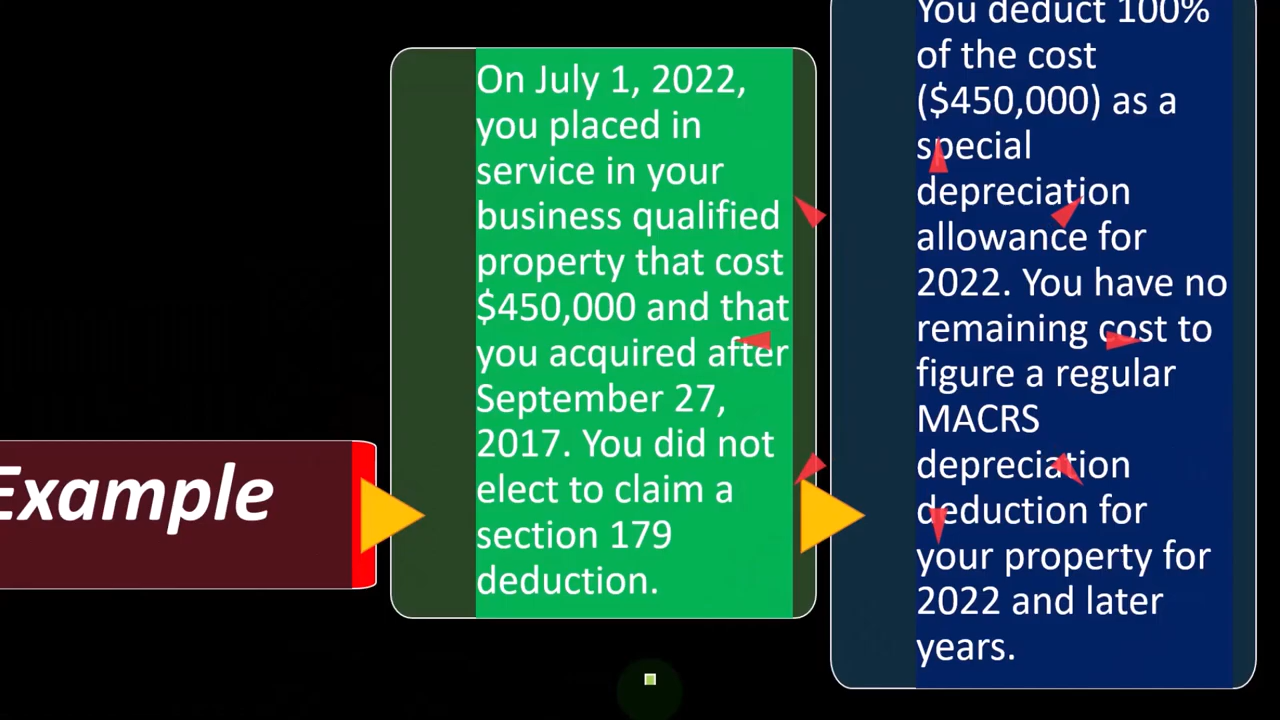 Example
On July 1, 2022,
you placed in
service in your
business qualified
property that cost
$450,000 and that
you acquired after
September 27,
2017. You did not
elect to claim a
section 179
deduction.
You deduct 100%
of the cost
($450,000) as a
special
depreciation
allowance for
2022. You have no
remaining cost to
figure a regular
MACRS
depreciation
deduction for
your property for
2022 and later
years.